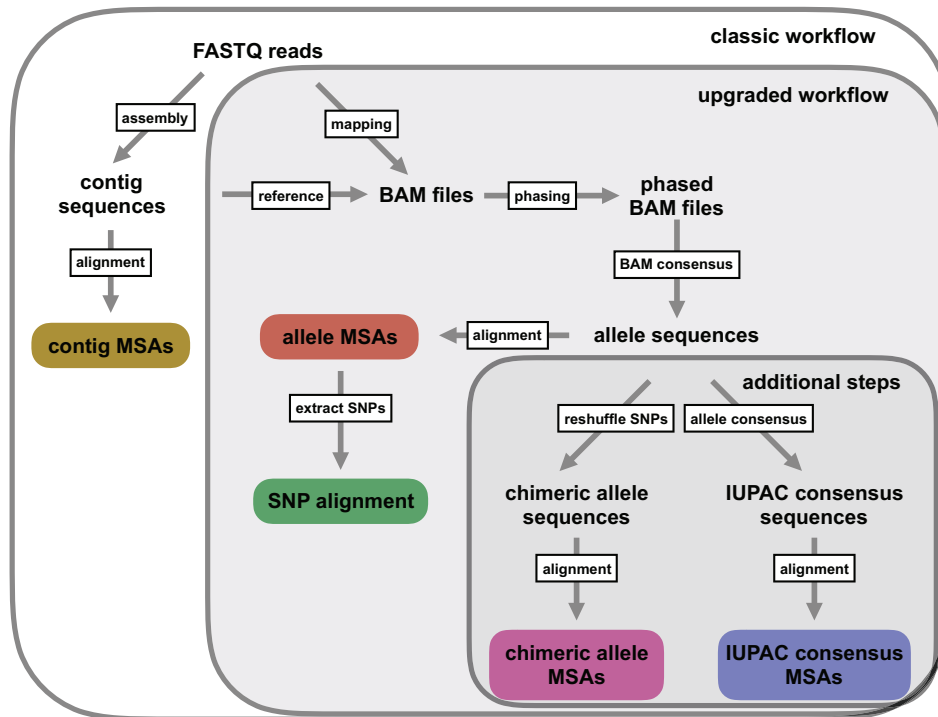 classic workflow
FASTQ reads
upgraded workflow
assembly
mapping
contig
sequences
reference
BAM files
phasing
phased
BAM files
alignment
BAM consensus
contig MSAs
allele MSAs
alignment
allele sequences
additional steps
extract SNPs
reshuffle SNPs
allele consensus
SNP alignment
chimeric allele
sequences
IUPAC consensus
sequences
alignment
alignment
chimeric allele
MSAs
IUPAC consensus
MSAs